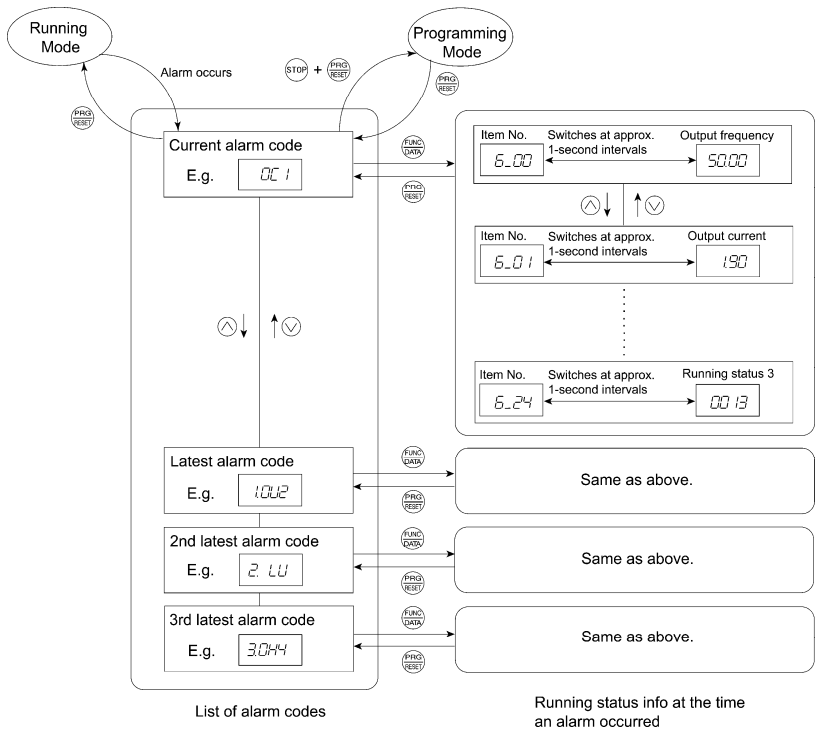 Running
Mode
Programming
Mode
Alarm occurs
STOP + PRG
RESET
PRG
RESET
PRG
RESET
Current alarm code
E.g. OC1
FUNC
DATA
PRG
RESET
Item No. Switches at approx. Output frequency
6_00 1-second intervals 50.00
Item No. Switches at approx. Output current
6_01 1-second intervals 1.90
Item No. Switches at approx. Running status 3
6_24 1-second intervals 0013
Latest alarm code
E.g. 1.OU2
FUNC
DATA
PRG
RESET
Same as above.
2nd latest alarm code
E.g. 2. LU
FUNC
DATA
PRG
RESET
Same as above.
3rd latest alarm code
E.g. 3.OH4
FUNC
DATA
PRG
RESET
Same as above.
List of alarm codes
Running status info at the time
an alarm occurred